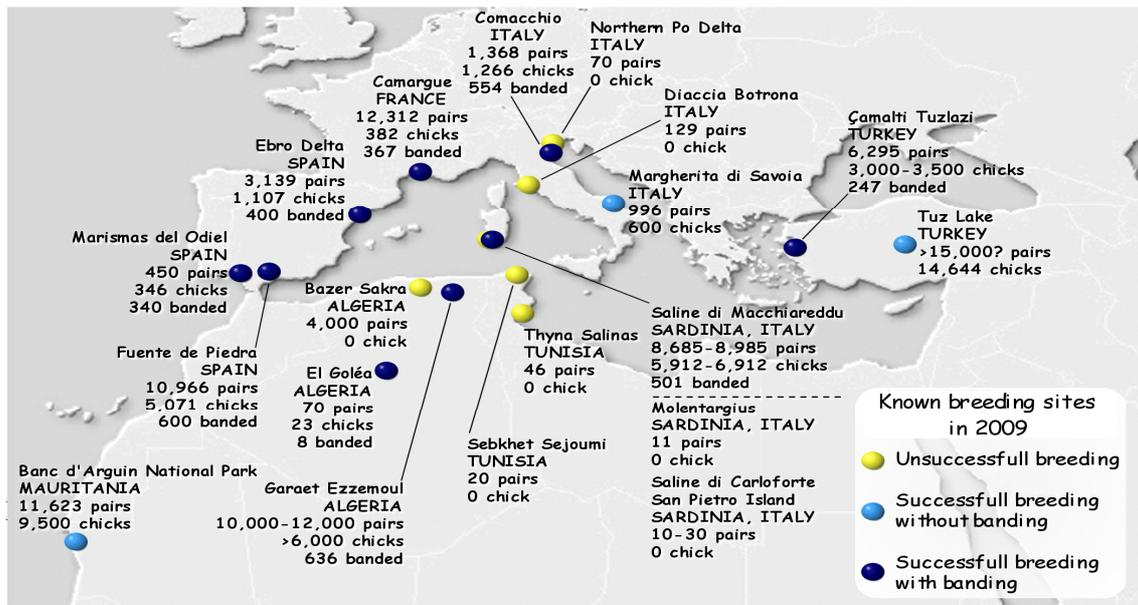 Comacchio
ITALY
1,368 pairs
1,266 chicks
554 banded
Northern Po Delta
ITALY
70 pairs
0 chick
Camargue
FRANCE
12,312 pairs
382 chicks
367 banded
Diaccia Botrona
ITALY
129 pairs
0 chick
Çamalti Tuzlazi
TURKEY
6,295 pairs
3,000-3,500 chicks
247 banded
Ebro Delta
SPAIN
3,139 pairs
1,107 chicks
400 banded
Margherita di Savoia
ITALY
996 pairs
600 chicks
Tuz Lake
TURKEY
>15,000? pairs
14,644 chicks
Marismas del Odiel
SPAIN
450 pairs
346 chicks
340 banded
Bazer Sakra
ALGERIA
4,000 pairs
0 chick
Thyna Salinas
TUNISIA
46 pairs
0 chick
Saline di Macchiareddu
SARDINIA, ITALY
8,685-8,985 pairs
5,912-6,912 chicks
501 banded
Molentargius
SARDINIA, ITALY
11 pairs
0 chick
Saline di Carloforte
San Pietro Island
SARDINIA, ITALY
10-30 pairs
0 chick
Fuente de Piedra
SPAIN
10,966 pairs
5,071 chicks
600 banded
El Goléa
ALGERIA
70 pairs
23 chicks
8 banded
Sebkhet Sejoumi
TUNISIA
20 pairs
0 chick
Banc d'Arguin National Park
MAURITANIA
11,623 pairs
9,500 chicks
Garaet Ezzemoul
ALGERIA
10,000-12,000 pairs
>6,000 chicks
636 banded
Known breeding sites
in 2009
Unsuccessfull breeding
Successfull breeding
without banding
Successfull breeding
with banding